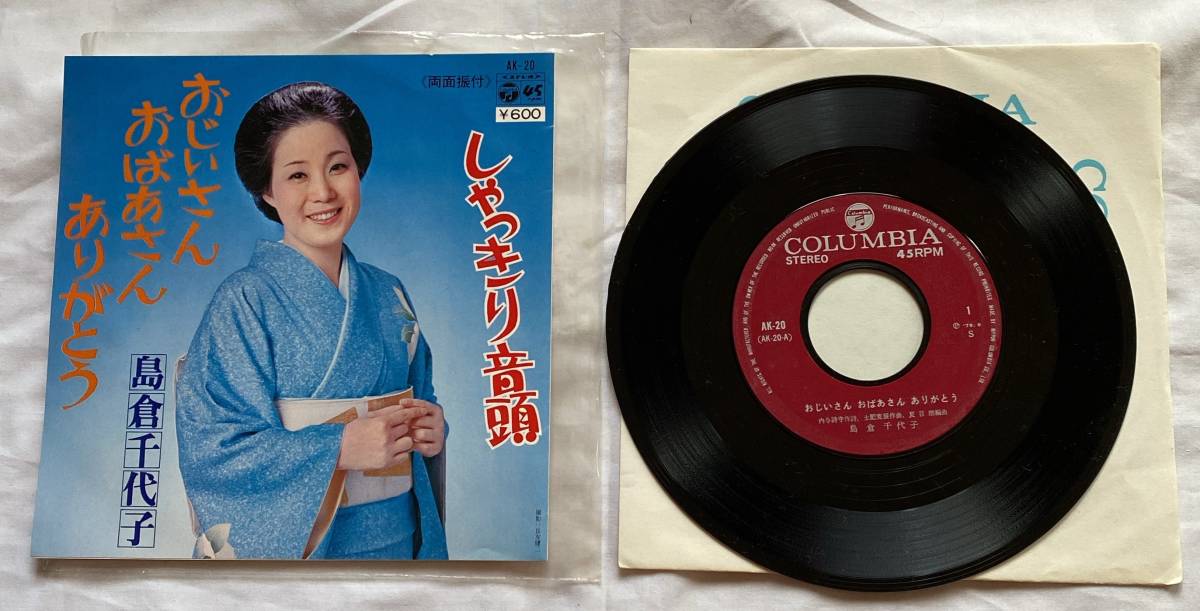 おじいさん
おばあさん
ありがとう
島倉千代子
AK-20
《両面振付》
45
¥600
しゃっきり音頭
Columbia
COLUMBIA
STEREO
45RPM
AK-20
(AK-20-A)
1
S
おじいさん おばあさん ありがとう
島倉千代子